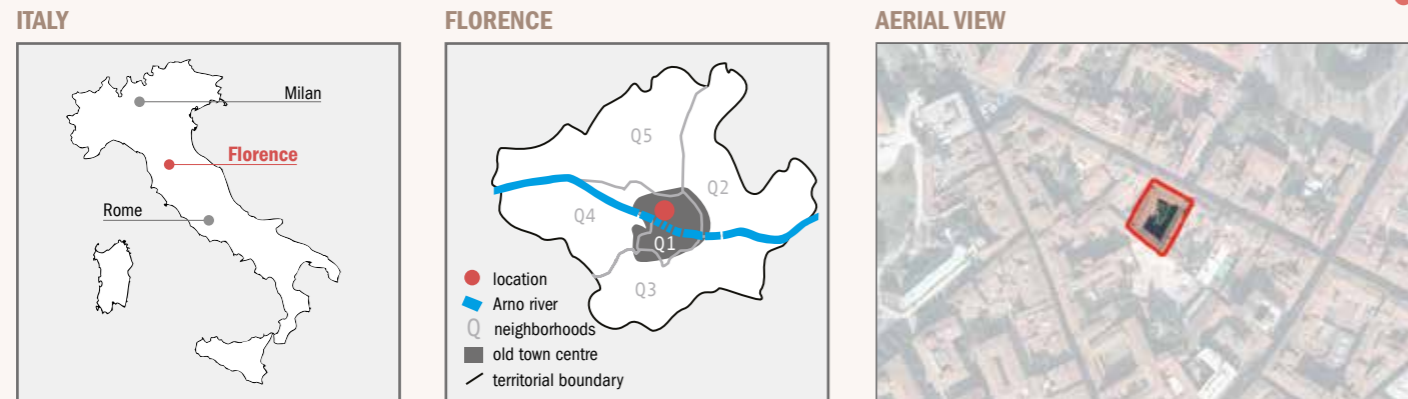 ITALY
FLORENCE
AERIAL VIEW
Milan
Florence
Rome
Q5
Q2
Q4
Q1
Q3
location
Arno river
Q neighborhoods
old town centre
territorial boundary